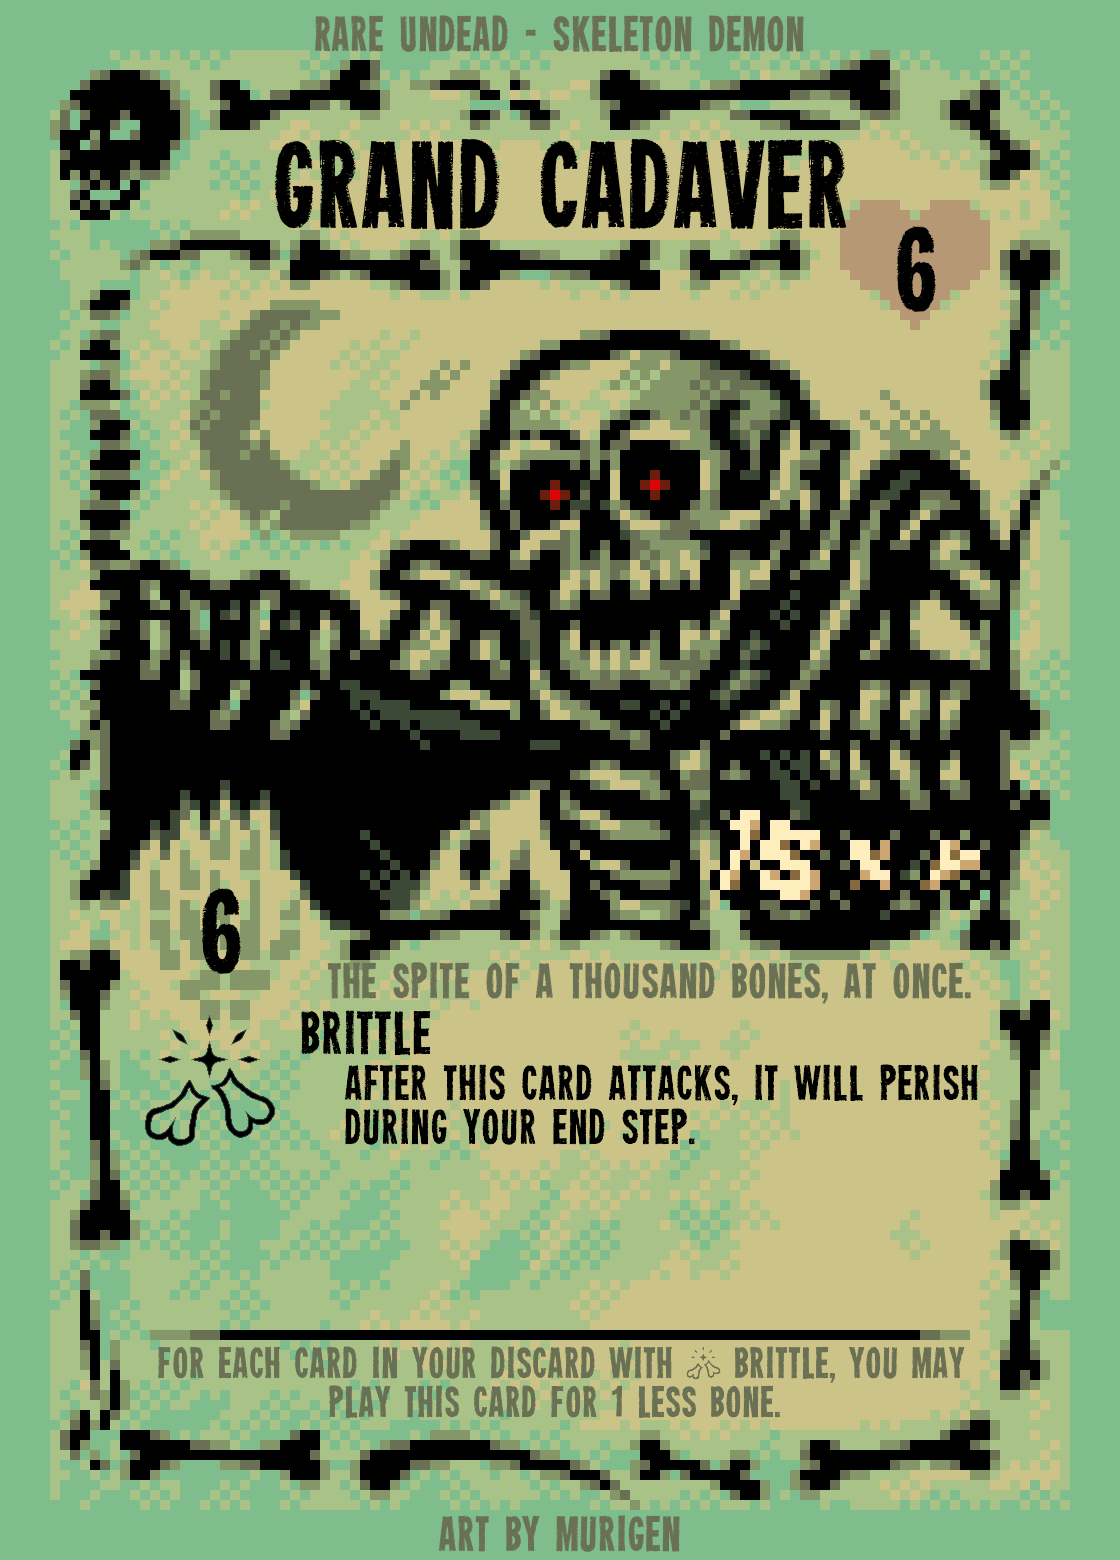 RARE UNDEAD - SKELETON DEMON
GRAND CADAVER
6
15 X
6
THE SPITE OF A THOUSAND BONES, AT ONCE.
BRITTLE
AFTER THIS CARD ATTACKS, IT WILL PERISH
DURING YOUR END STEP.
FOR EACH CARD IN YOUR DISCARD WITH BRITTLE, YOU MAY
PLAY THIS CARD FOR 1 LESS BONE.
ART BY MURIGEN